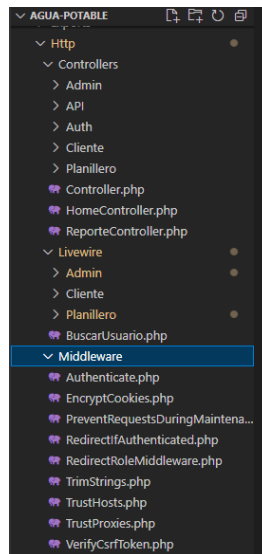 AGUA-POTABLE
Http
Controllers
Admin
API
Auth
Cliente
Planillero
Controller.php
HomeController.php
ReporteController.php
Livewire
Admin
Cliente
Planillero
BuscarUsuario.php
Middleware
Authenticate.php
EncryptCookies.php
PreventRequestsDuringMaintena...
RedirectIfAuthenticated.php
RedirectRoleMiddleware.php
TrimStrings.php
TrustHosts.php
TrustProxies.php
VerifyCsrfToken.php